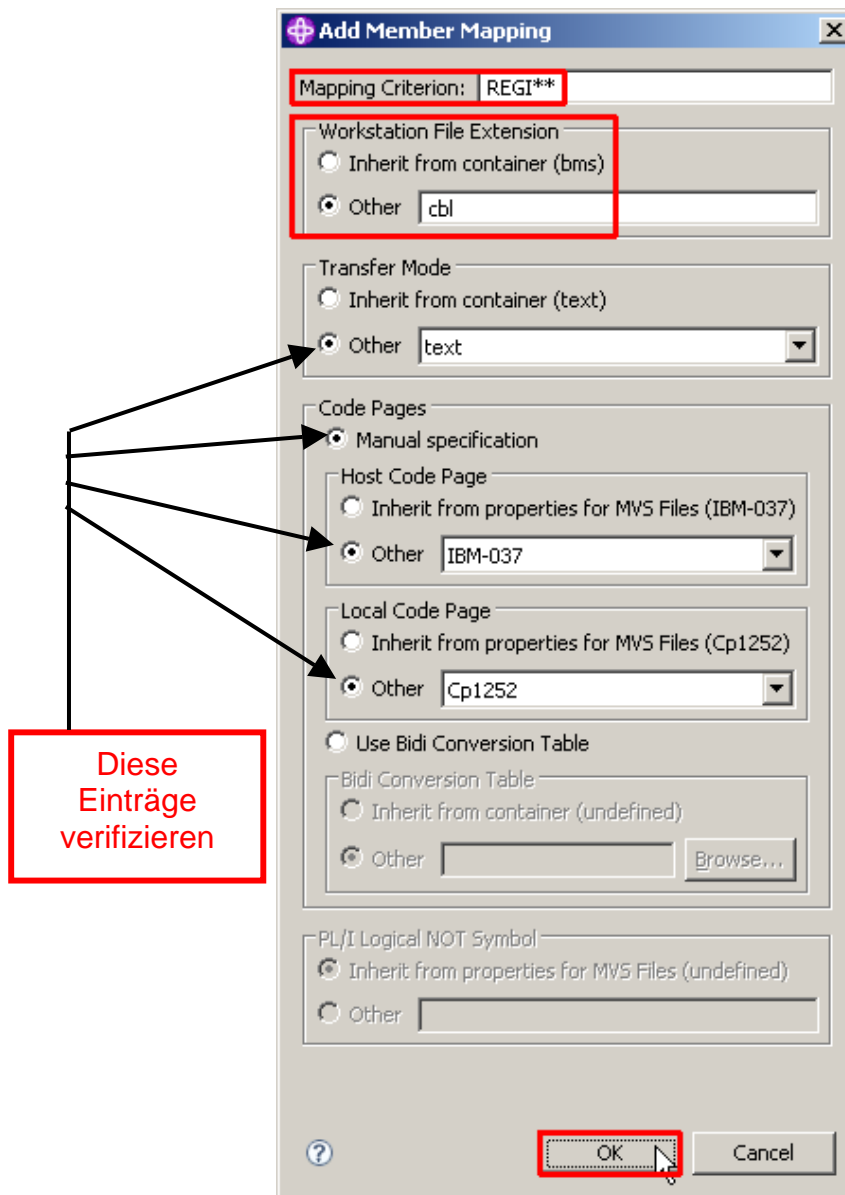 Add Member Mapping
Mapping Criterion: REGI**
Workstation File Extension
Inherit from container (bms)
Other cbl
Transfer Mode
Inherit from container (text)
Other text
Code Pages
Manual specification
Host Code Page
Inherit from properties for MVS Files (IBM-037)
Other IBM-037
Local Code Page
Inherit from properties for MVS Files (Cp1252)
Other Cp1252
Use Bidi Conversion Table
Bidi Conversion Table
Inherit from container (undefined)
Other Browse...
Diese
Einträge
verifizieren
PL/I Logical NOT Symbol
Inherit from properties for MVS Files (undefined)
Other
? OK Cancel